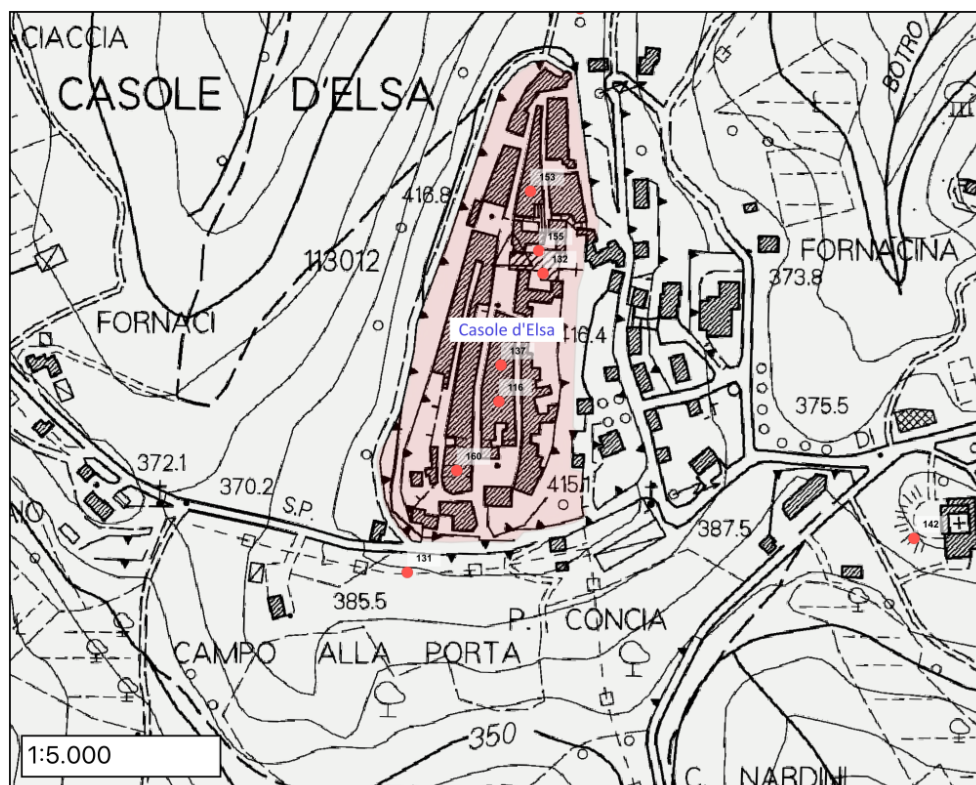 CIACCIA
CASOLE D'ELSA
BOTRO
153
416.8
155
132
113012
FORNACINA
373.8
FORNACI
Casole d'Elsa
416.4
137
116
375.5
DI
160
372.1
370.2
415.1
S.P.
NO
387.5
142
131
385.5
P. CONCIA
CAMPO ALLA PORTA
350
1:5.000
C. NARDINI